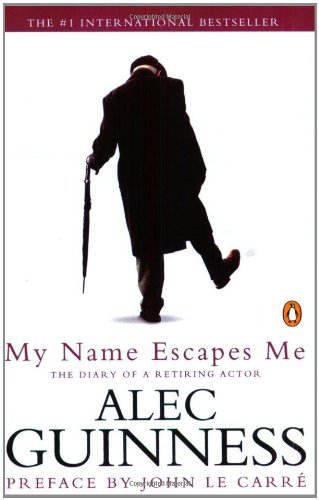 THE #1 INTERNATIONAL BESTSELLER
My Name Escapes Me
THE DIARY OF A RETIRING ACTOR
ALEC
GUINNESS
PREFACE BY JOHN LE CARRÉ